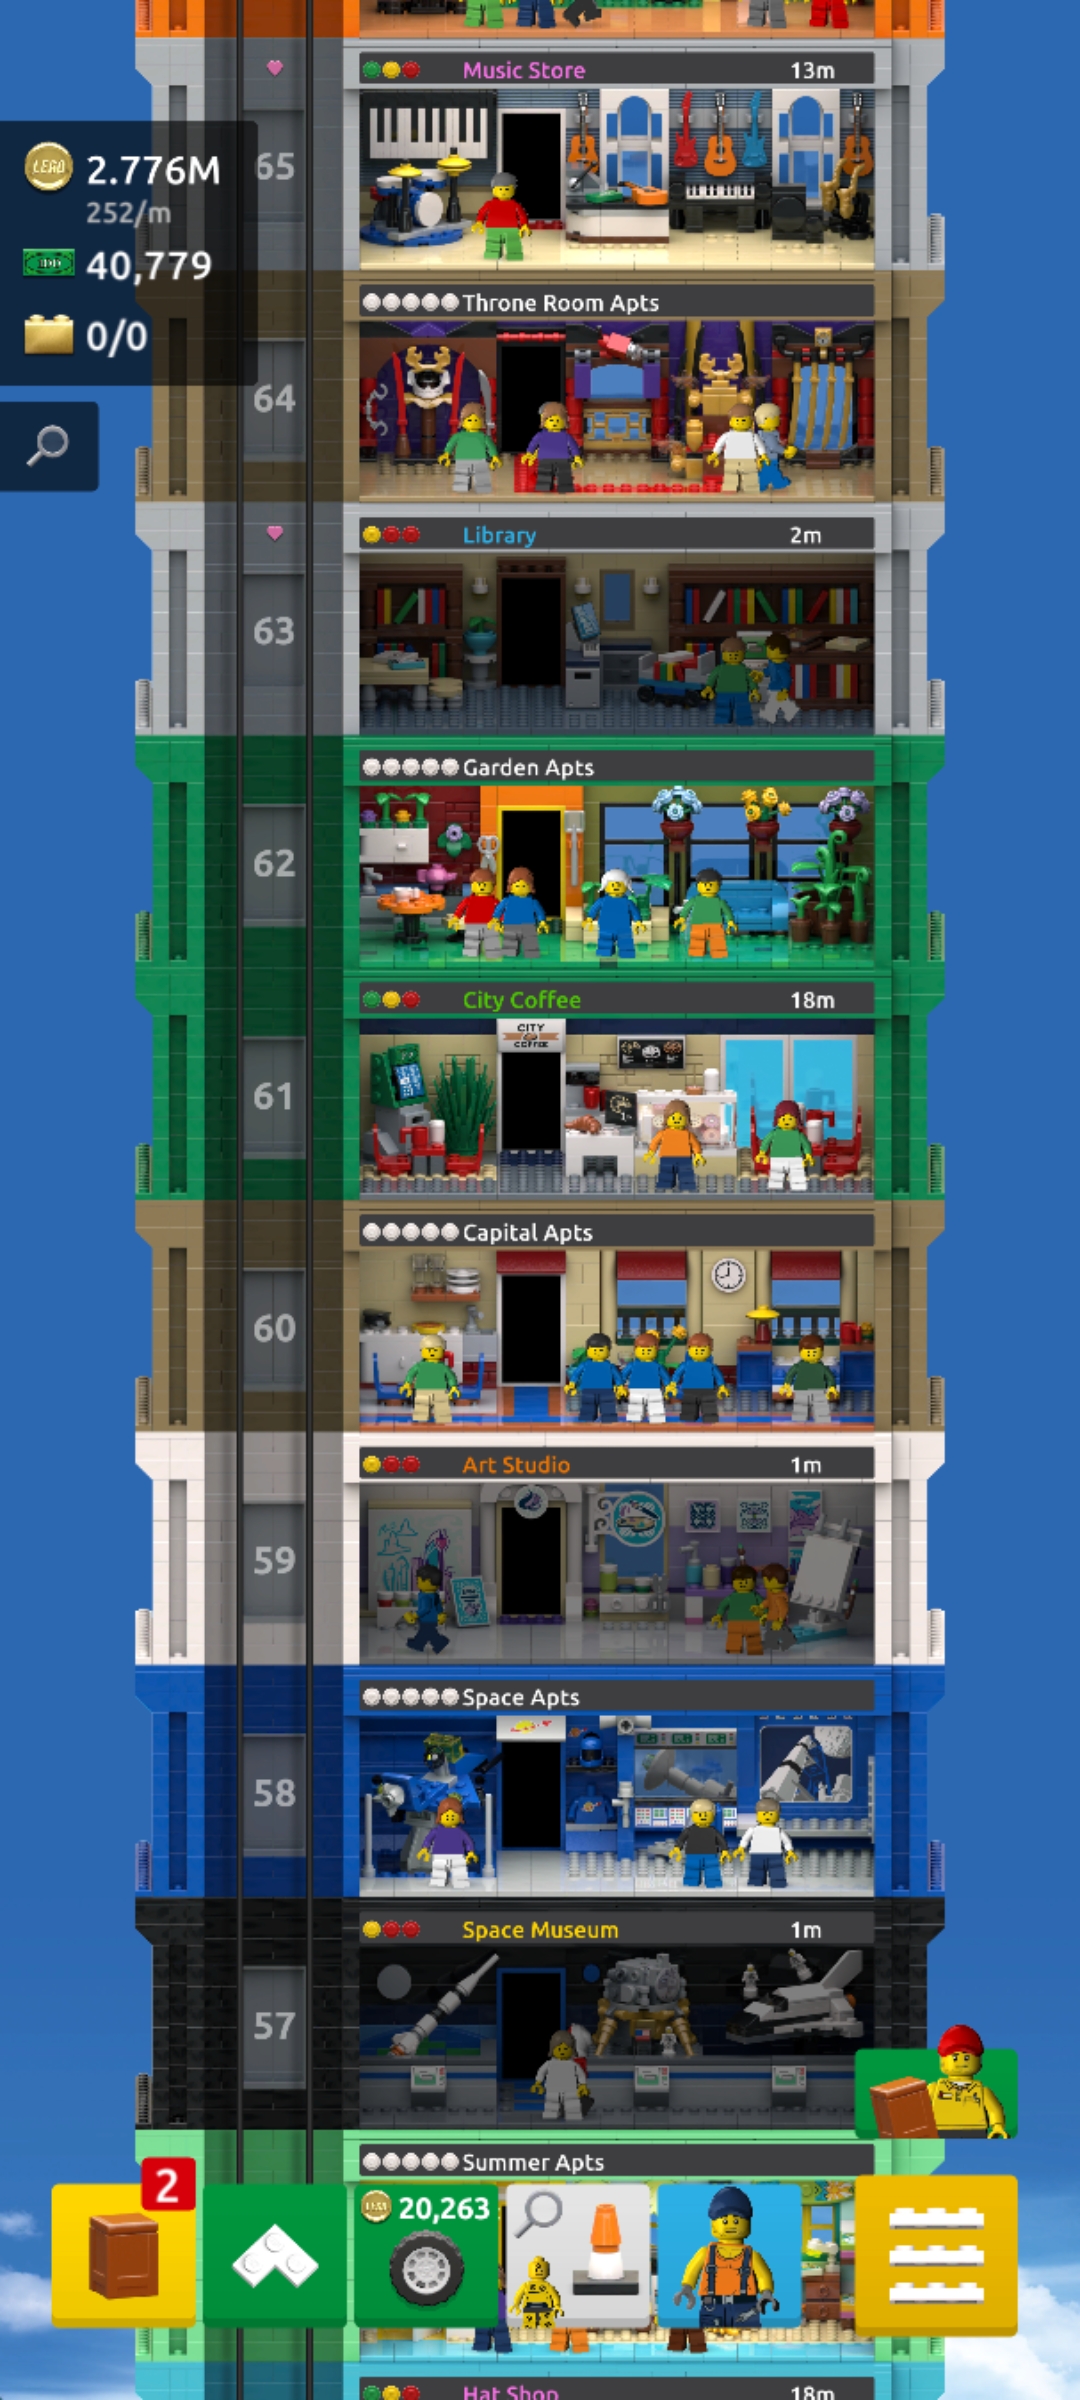 Music Store 13m
65
LEGO 2.776M
252/m
40,779
0/0
Throne Room Apts
64
Library 2m
63
Garden Apts
62
City Coffee 18m
CITY
COFFEE
61
Capital Apts
60
Art Studio 1m
59
Space Apts
58
Space Museum 1m
57
Summer Apts
2
20,263
Hat Shop 18m